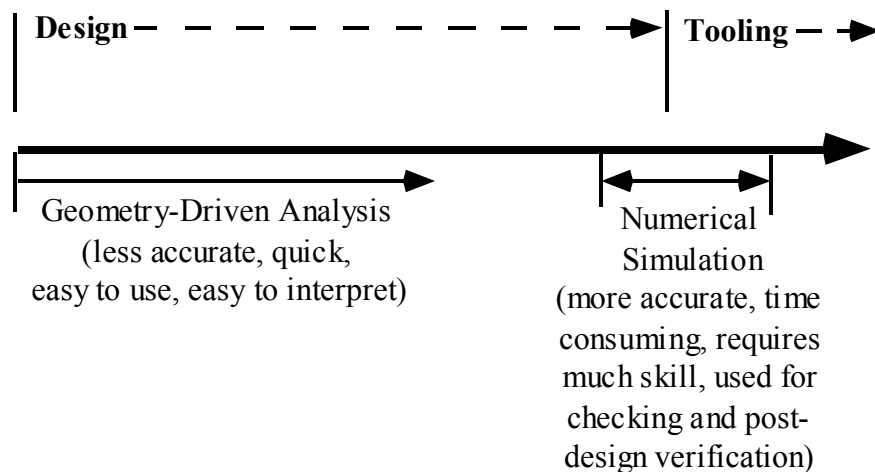 Design
Tooling
Geometry-Driven Analysis
(less accurate, quick,
easy to use, easy to interpret)
Numerical
Simulation
(more accurate, time
consuming, requires
much skill, used for
checking and post-
design verification)